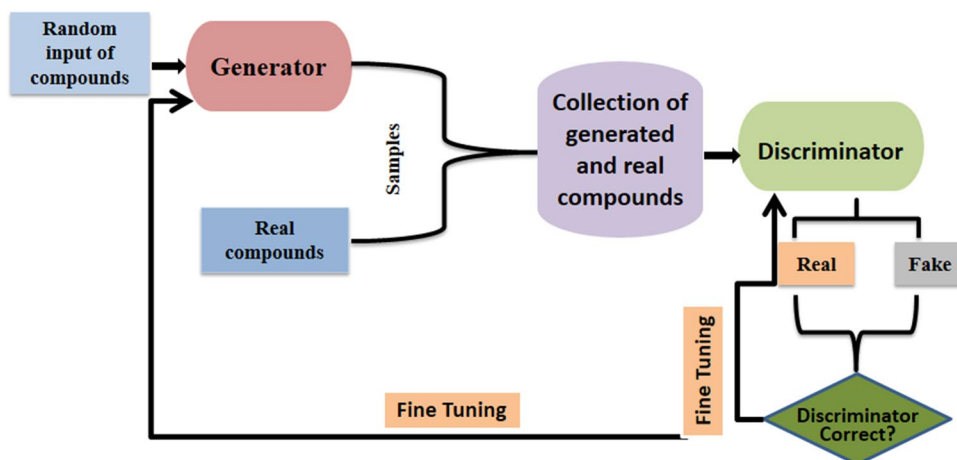 Random
input of
compounds
Generator
Samples
Real
compounds
Collection of
generated
and real
compounds
Discriminator
Real
Fake
Discriminator
Correct?
Fine Tuning
Fine Tuning